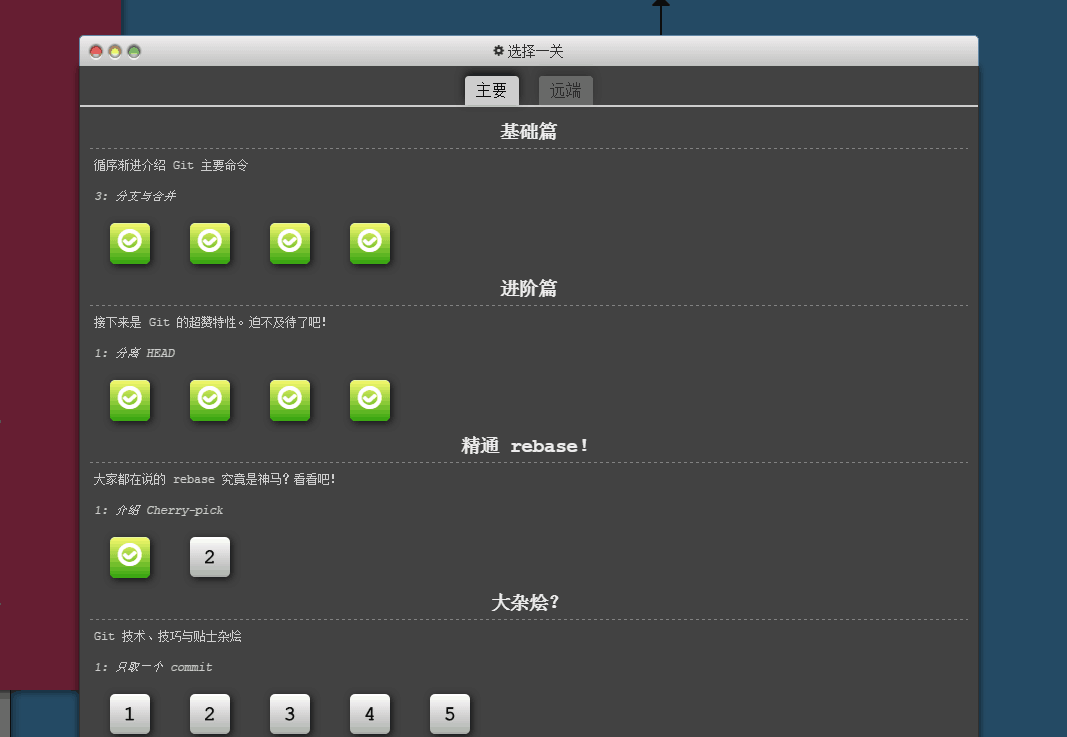 选择一关
主要 远端
基础篇
循序渐进介绍 Git 主要命令
3: 分支与合并
进阶篇
接下来是 Git 的超赞特性。迫不及待了吧！
1: 分离 HEAD
精通 rebase!
大家都在说的 rebase 究竟是神马？看看吧！
1: 介绍 Cherry-pick
2
大杂烩?
Git 技术、技巧与贴士杂烩
1: 只取一个 commit
1 2 3 4 5